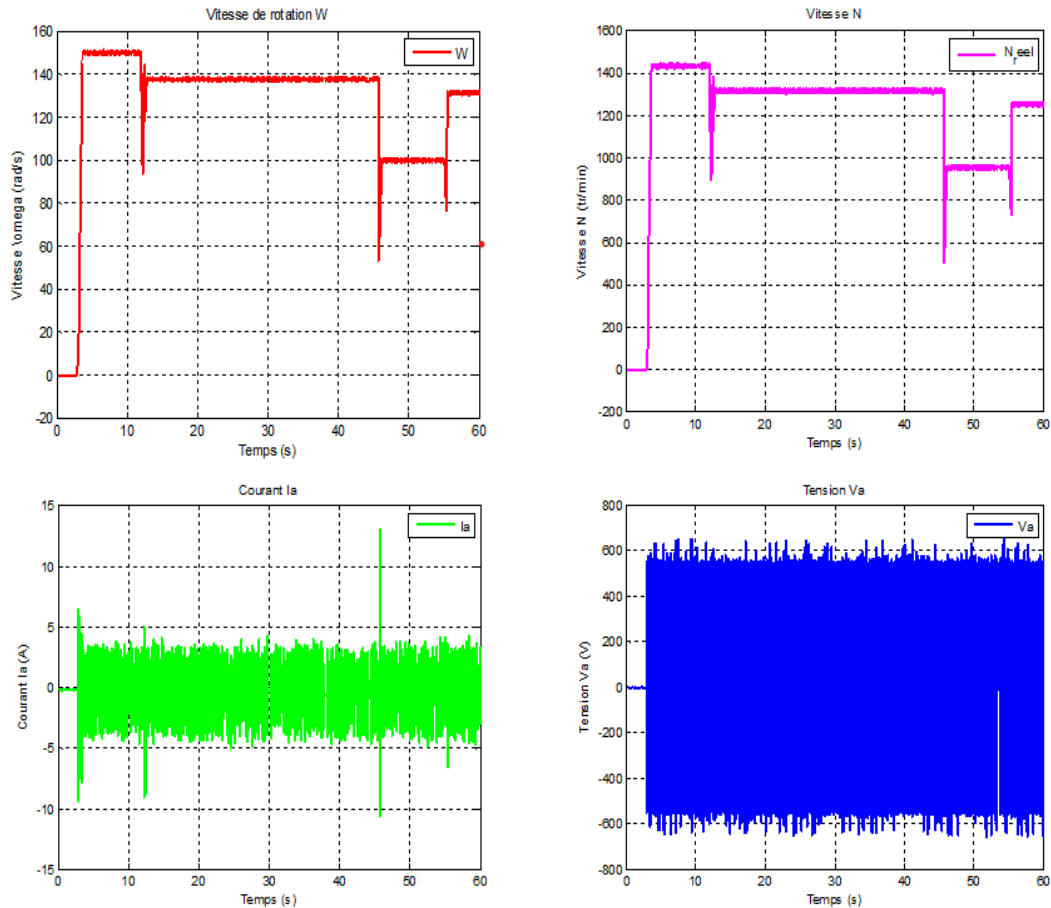 Vitesse de rotation W
160
140
120
100
80
60
40
20
0
-20
Vitesse \omega (rad/s)
W
0 10 20 30 40 50 60
Temps (s)
Vitesse N
1600
1400
1200
1000
800
600
400
200
0
-200
Vitesse N (tr/min)
N_reel
0 10 20 30 40 50 60
Temps (s)
Courant Ia
15
10
5
0
-5
-10
-15
Courant Ia (A)
Ia
0 10 20 30 40 50 60
Temps (s)
Tension Va
800
600
400
200
0
-200
-400
-600
-800
Tension Va (V)
Va
0 10 20 30 40 50 60
Temps (s)